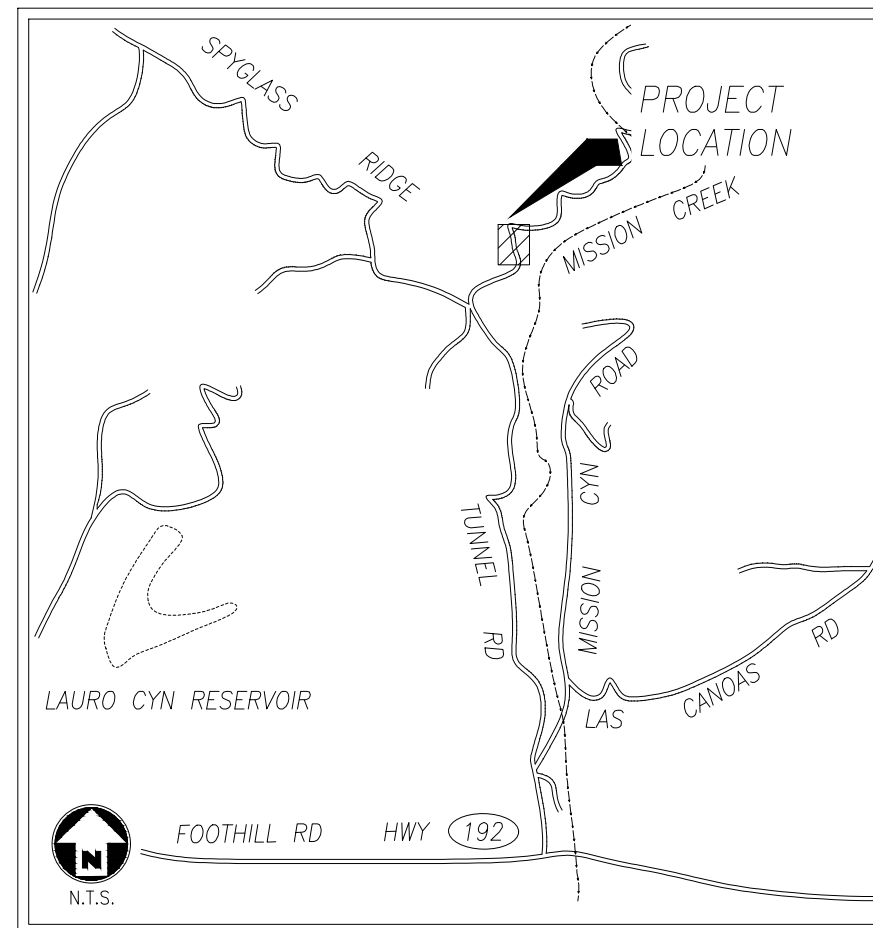 SPYGLASS
RIDGE
PROJECT
LOCATION
MISSION CREEK
ROAD
CYN
MISSION
TUNNEL
RD
LAS CANOAS RD
LAURO CYN RESERVOIR
FOOTHILL RD HWY 192
N
N.T.S.